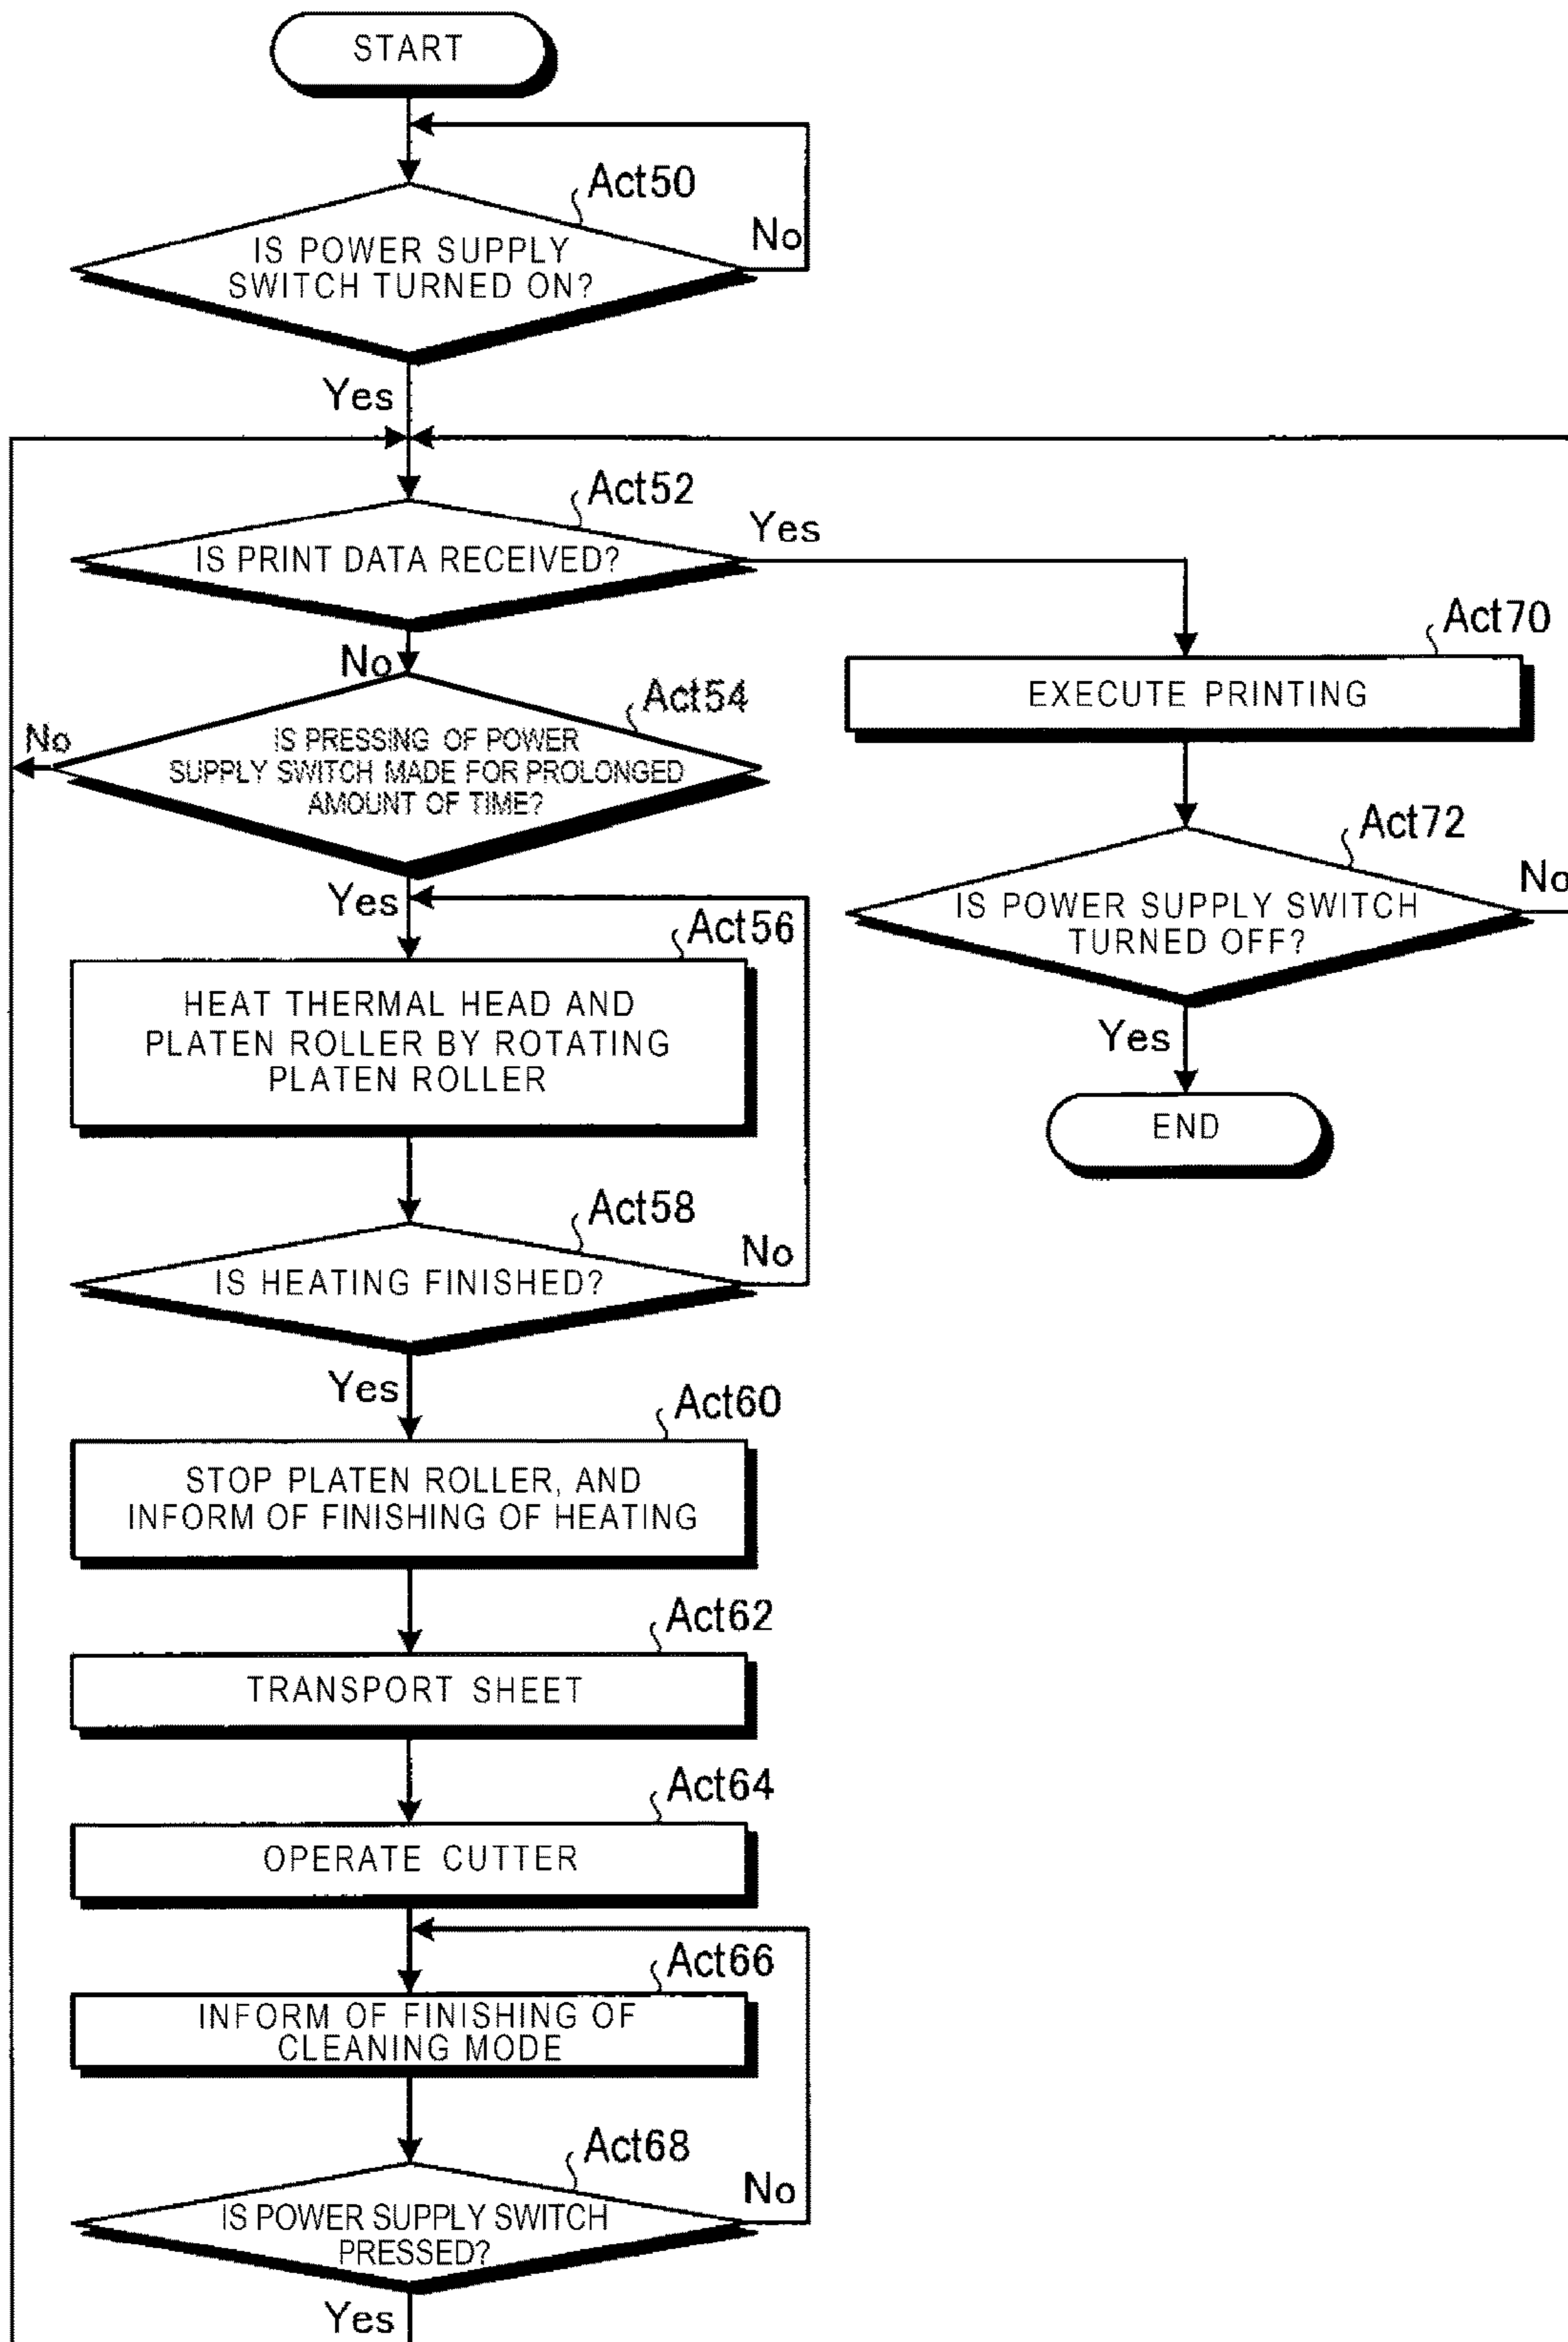 START
Act50
IS POWER SUPPLY
SWITCH TURNED ON?
No
Yes
Act52
IS PRINT DATA RECEIVED?
Yes
No
Act54
IS PRESSING OF POWER
SUPPLY SWITCH MADE FOR PROLONGED
AMOUNT OF TIME?
No
Yes
Act56
HEAT THERMAL HEAD AND
PLATEN ROLLER BY ROTATING
PLATEN ROLLER
Act58
IS HEATING FINISHED?
No
Yes
Act60
STOP PLATEN ROLLER, AND
INFORM OF FINISHING OF HEATING
Act62
TRANSPORT SHEET
Act64
OPERATE CUTTER
Act66
INFORM OF FINISHING OF
CLEANING MODE
Act68
IS POWER SUPPLY SWITCH
PRESSED?
No
Yes
Act70
EXECUTE PRINTING
Act72
IS POWER SUPPLY SWITCH
TURNED OFF?
No
Yes
END